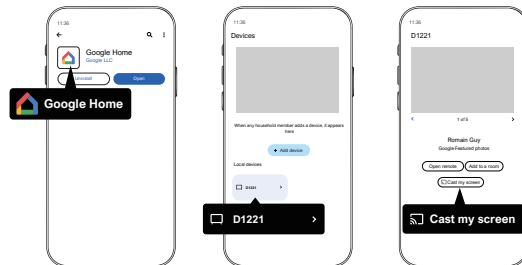 11:36
Google Home
Google LLC
Uninstall
Open
Google Home
11:36
Devices
When any household member adds a device, it appears
here
+ Add device
Local devices
D1221
D1221
11:36
D1221
1 of 5
Romain Guy
Google Featured photos
Open remote
Add to a room
Cast my screen
Cast my screen